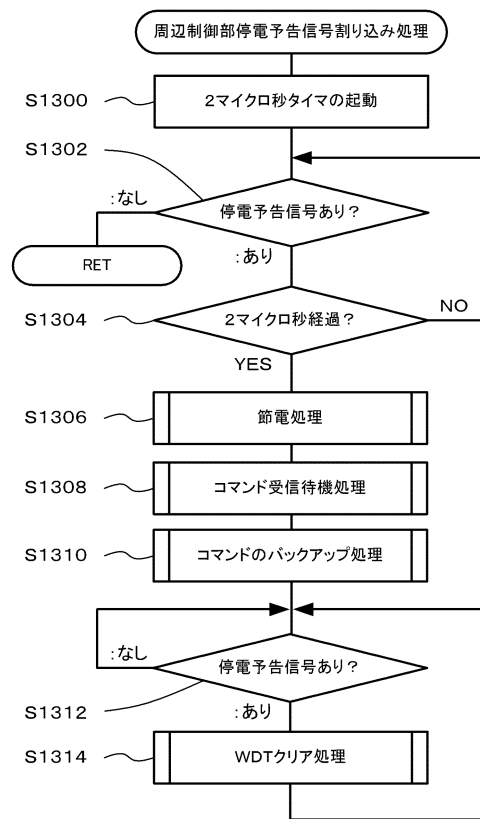 周辺制御部停電予告信号割り込み処理
S1300
2マイクロ秒タイマの起動
S1302
:なし
停電予告信号あり?
RET
:あり
S1304
2マイクロ秒経過?
NO
YES
S1306
節電処理
S1308
コマンド受信待機処理
S1310
コマンドのバックアップ処理
:なし
停電予告信号あり?
S1312
:あり
S1314
WDTクリア処理